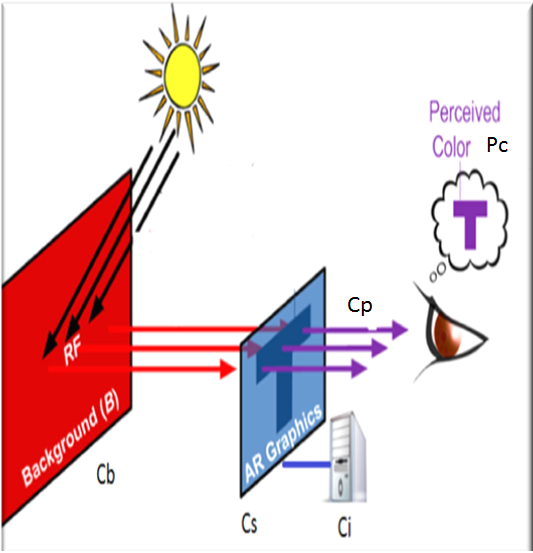 Perceived
Color Pc
T
Cp
RF
Background (B)
T
AR Graphics
Cb
Cs
Ci